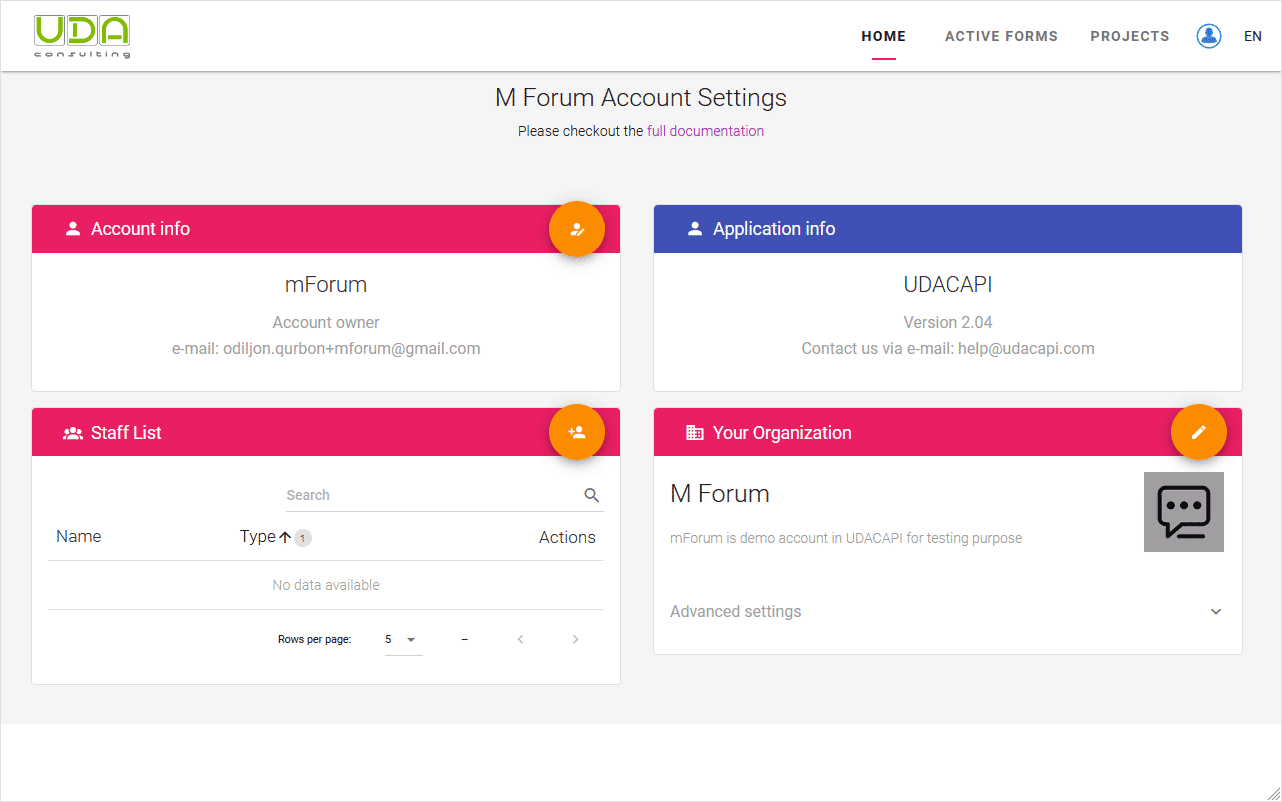 UDA
consulting
HOME ACTIVE FORMS PROJECTS EN
M Forum Account Settings
Please checkout the full documentation
Account info
mForum
Account owner
e-mail: odiljon.qurbon+mforum@gmail.com
Application info
UDACAPI
Version 2.04
Contact us via e-mail: help@udacapi.com
Staff List
Search
Name Type 1 Actions
No data available
Rows per page: 5 –
Your Organization
M Forum
mForum is demo account in UDACAPI for testing purpose
Advanced settings